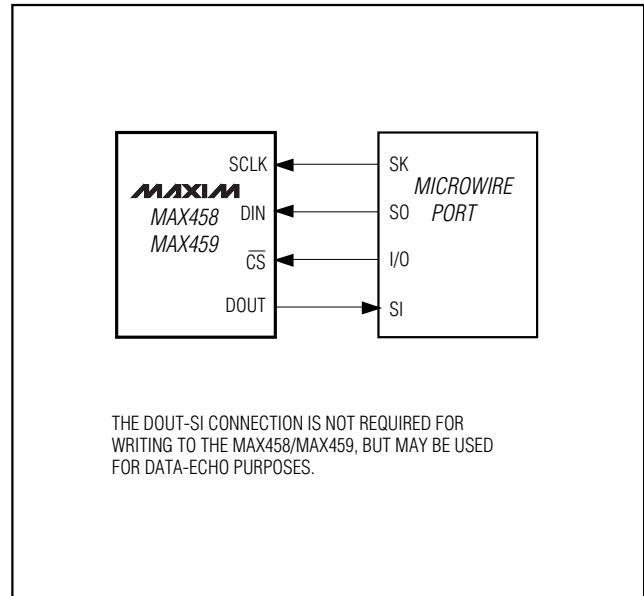 SCLK SK
MAXIM MICROWIRE
MAX458 DIN SO PORT
MAX459
CS I/O
DOUT SI
THE DOUT-SI CONNECTION IS NOT REQUIRED FOR
WRITING TO THE MAX458/MAX459, BUT MAY BE USED
FOR DATA-ECHO PURPOSES.